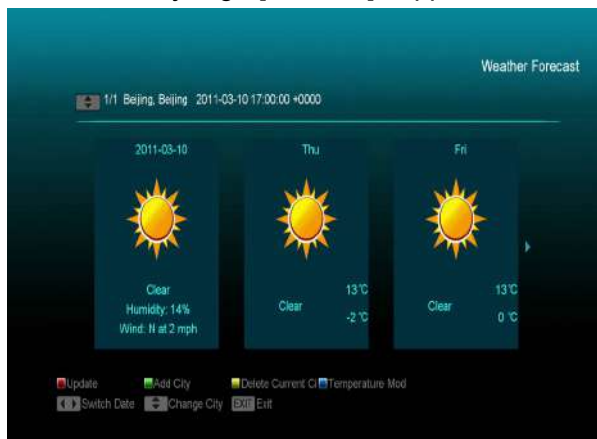 Weather Forecast
1/1 Beijing, Beijing 2011-03-10 17:00:00 +0000
2011-03-10 Thu Fri
Clear
Humidity: 14%
Wind: N at 2 mph
Clear 13°C
-2 °C
Clear 13°C
0 °C
Update Add City Delete Current Ci Temperature Mod
Switch Date Change City EXIT Exit